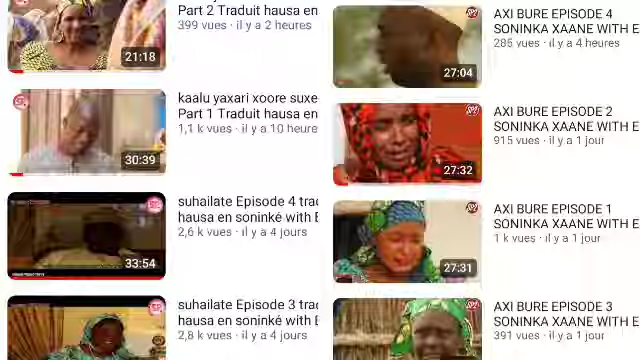 Part 2 Traduit hausa en
399 vues · il y a 2 heures
21:18
kaalu yaxari xoore suxe
Part 1 Traduit hausa en
1,1 k vues · il y a 10 heure
30:39
suhailate Episode 4 trad
hausa en soninké with E
2,6 k vues · il y a 4 jours
33:54
suhailate Episode 3 trad
hausa en soninké with E
2,8 k vues · il y a 4 jours
AXI BURE EPISODE 4
SONINKA XAANE WITH E
285 vues · il y a 4 heures
27:04
AXI BURE EPISODE 2
SONINKA XAANE WITH E
915 vues · il y a 1 jour
27:32
AXI BURE EPISODE 1
SONINKA XAANE WITH E
1 k vues · il y a 1 jour
27:31
AXI BURE EPISODE 3
SONINKA XAANE WITH E
391 vues · il y a 1 jour